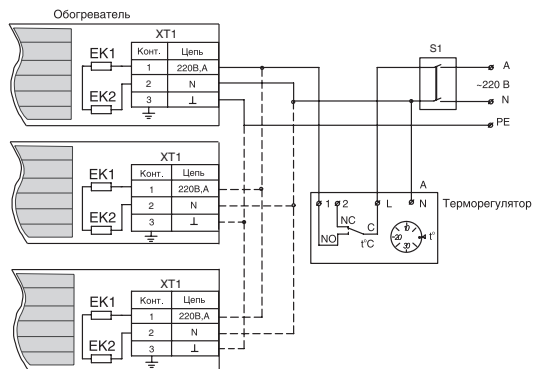 Обогреватель
XT1
EK1
EK2
Конт. Цепь
1 220В,А
2 N
3 ⊥
S1
A
~220 В
N
PE
XT1
EK1
EK2
Конт. Цепь
1 220В,А
2 N
3 ⊥
A
1 2 L N
Терморегулятор
NC
C
NO
t°C
10
20
30
t°
XT1
EK1
EK2
Конт. Цепь
1 220В,А
2 N
3 ⊥